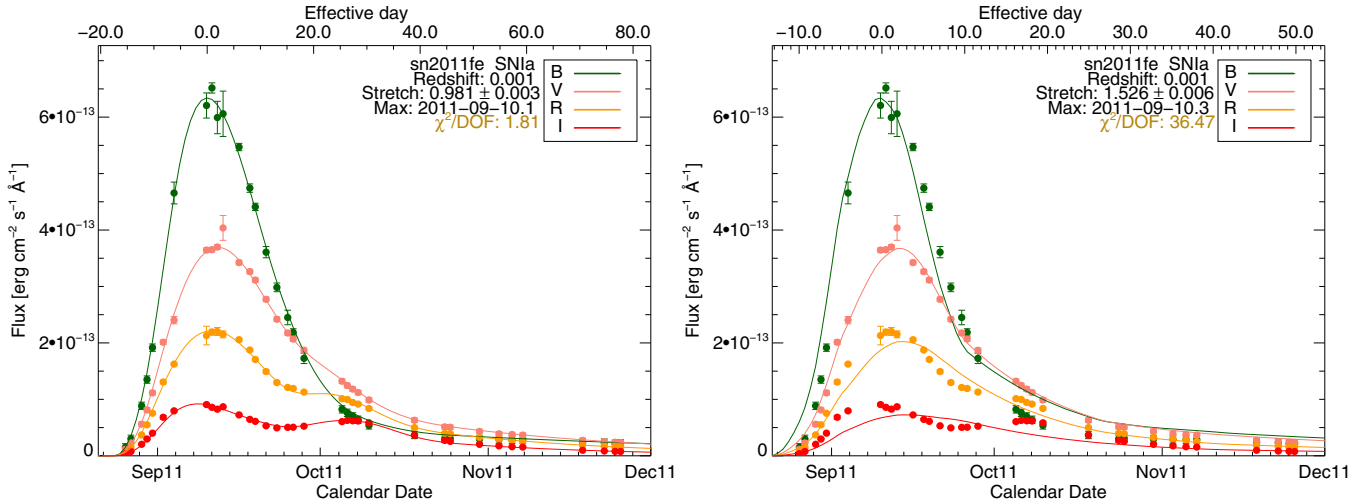 Effective day
−20.0 0.0 20.0 40.0 60.0 80.0
sn2011fe SNIa
Redshift: 0.001
Stretch: 0.981 ± 0.003
Max: 2011−09−10.1
χ²/DOF: 1.81
B
V
R
I
6•10⁻¹³
4•10⁻¹³
2•10⁻¹³
0
Flux [erg cm⁻² s⁻¹ Å⁻¹]
Sep11 Oct11 Nov11 Dec11
Calendar Date
Effective day
−10.0 0.0 10.0 20.0 30.0 40.0 50.0
sn2011fe SNIa
Redshift: 0.001
Stretch: 1.526 ± 0.006
Max: 2011−09−10.3
χ²/DOF: 36.47
B
V
R
I
6•10⁻¹³
4•10⁻¹³
2•10⁻¹³
0
Flux [erg cm⁻² s⁻¹ Å⁻¹]
Sep11 Oct11 Nov11 Dec11
Calendar Date